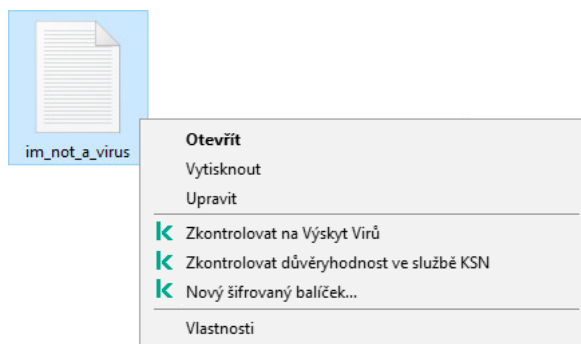 im_not_a_virus
Otevřít
Vytisknout
Upravit
Zkontrolovat na Výskyt Virů
Zkontrolovat důvěryhodnost ve službě KSN
Nový šifrovaný balíček...
Vlastnosti